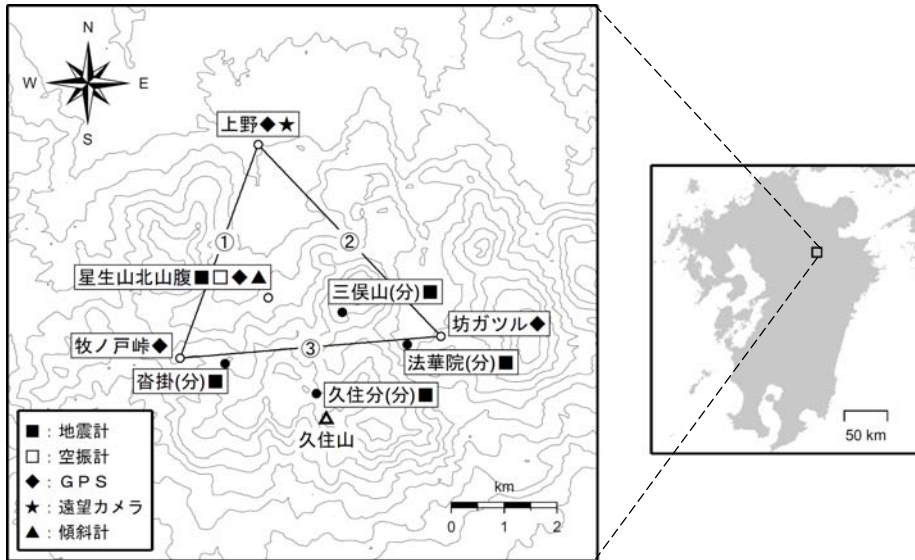 N
W E
S
上野◆★
①
②
星生山北山腹■□◆▲
三俣山(分)■
坊ガツル◆
牧ノ戸峠◆
③
法華院(分)■
沓掛(分)■
久住分(分)■
久住山
■：地震計
□：空振計
◆：ＧＰＳ
★：遠望カメラ
▲：傾斜計
km
0 1 2
50 km